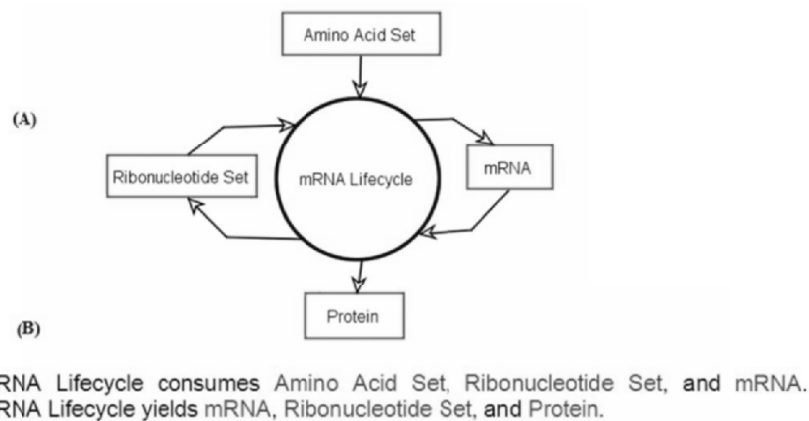 Amino Acid Set
(A)
Ribonucleotide Set
mRNA Lifecycle
mRNA
Protein
(B)
RNA Lifecycle consumes Amino Acid Set, Ribonucleotide Set, and mRNA.
RNA Lifecycle yields mRNA, Ribonucleotide Set, and Protein.